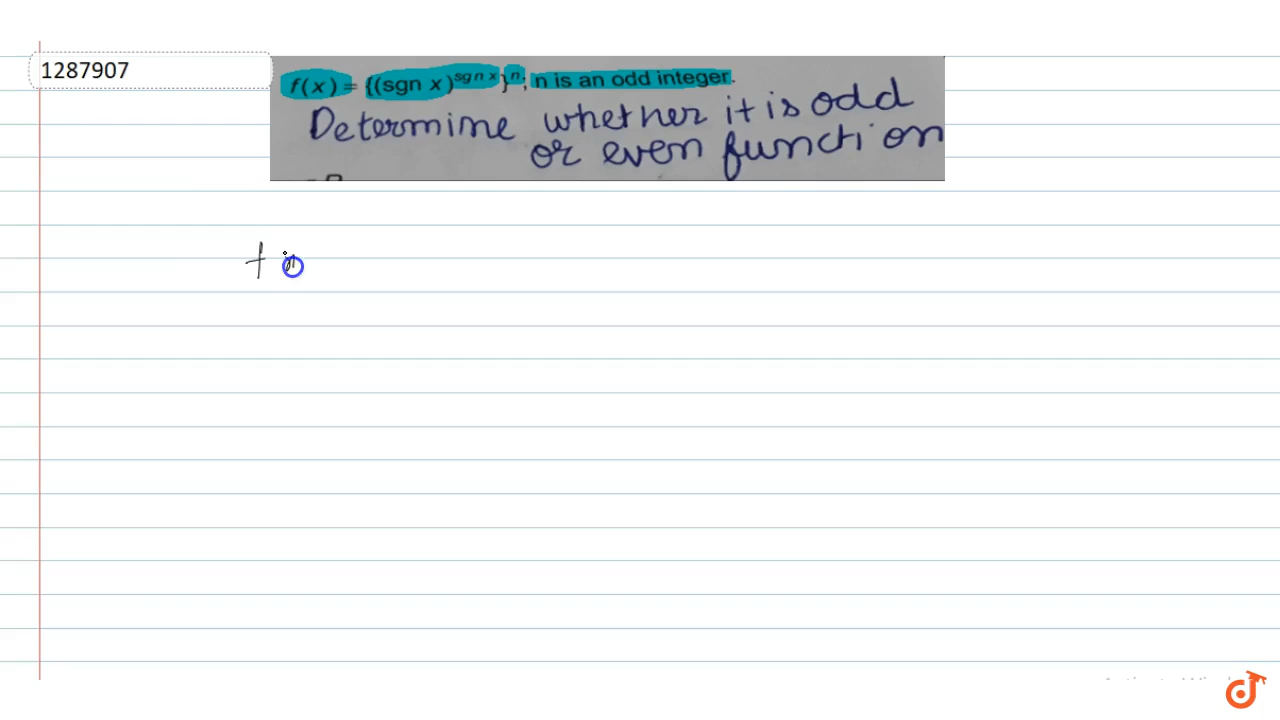 1287907
f(x) = {(sgn x)^sgn x}^n; n is an odd integer.
Determine whether it is odd
or even function
f